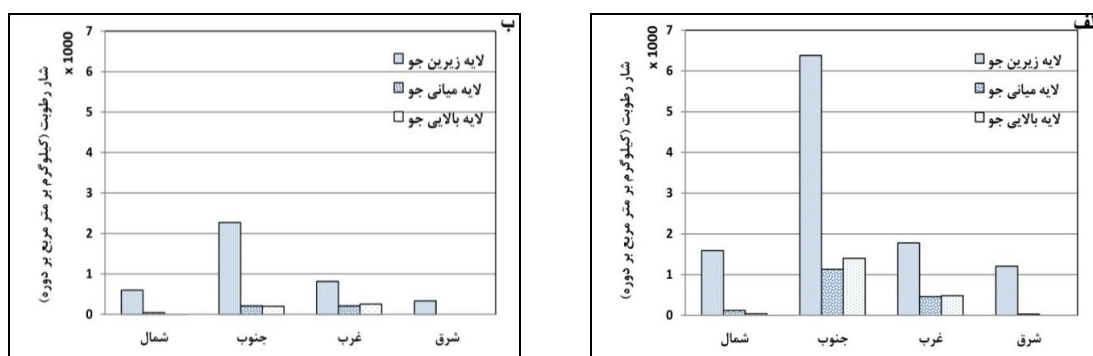 الف
شار رطوبت (کیلوگرم بر متر مربع بر دوره)
x 1000
7
6
5
4
3
2
1
0
لایه زیرین جو
لایه میانی جو
لایه بالایی جو
شمال
جنوب
غرب
شرق
ب
شار رطوبت (کیلوگرم بر متر مربع بر دوره)
x 1000
7
6
5
4
3
2
1
0
لایه زیرین جو
لایه میانی جو
لایه بالایی جو
شمال
جنوب
غرب
شرق